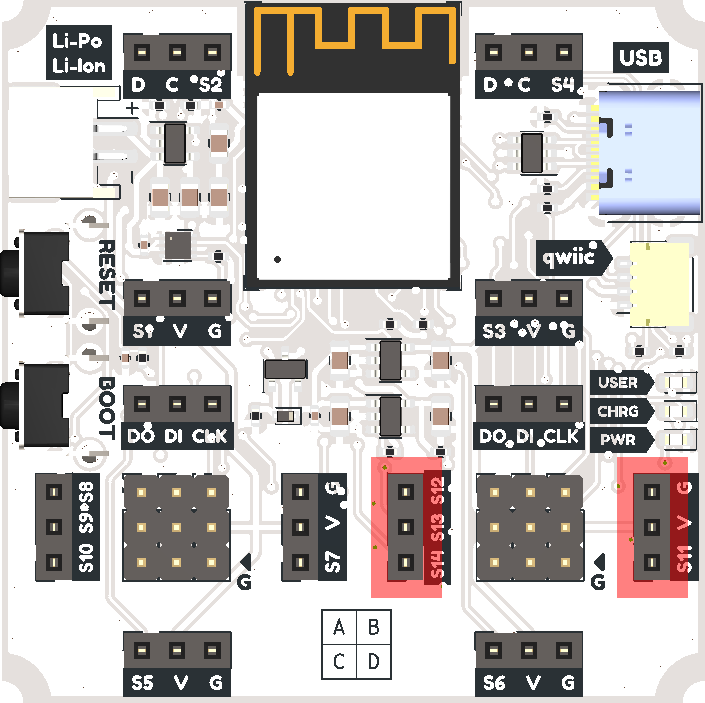 Li-Po
Li-Ion
D C S2
D C S4
USB
+
-
RESET
qwiic
S1 V G
S3 V G
USER
CHRG
PWR
BOOT
DO DI CLK
DO DI CLK
S10 S9 S8
S7 V G
S14 S13 S12
S11 V G
G
G
A B
C D
S5 V G
S6 V G